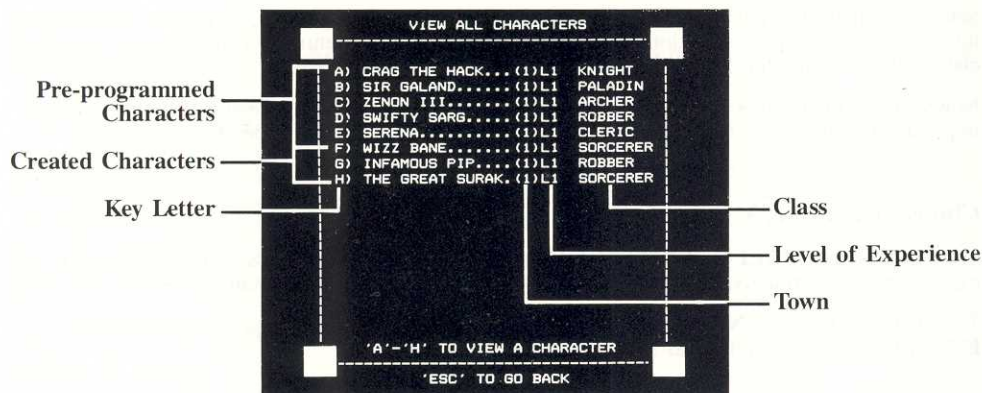 VIEW ALL CHARACTERS
A) CRAG THE HACK...(1)L1 KNIGHT
B) SIR GALAND......(1)L1 PALADIN
C) ZENON III.......(1)L1 ARCHER
D) SWIFTY SARG.....(1)L1 ROBBER
E) SERENA..........(1)L1 CLERIC
F) WIZZ BANE.......(1)L1 SORCERER
G) INFAMOUS PIP....(1)L1 ROBBER
H) THE GREAT SURAK.(1)L1 SORCERER
'A'-'H' TO VIEW A CHARACTER
'ESC' TO GO BACK
Pre-programmed
Characters
Created Characters
Key Letter
Class
Level of Experience
Town